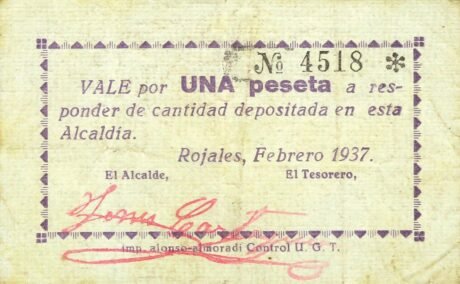 № 4518 *
VALE por UNA peseta a res-
ponder de cantidad depositada en esta
Alcaldía.
Rojales, Febrero 1937.
El Alcalde, El Tesorero,
imp. alonso-almoradi Control U. G. T.